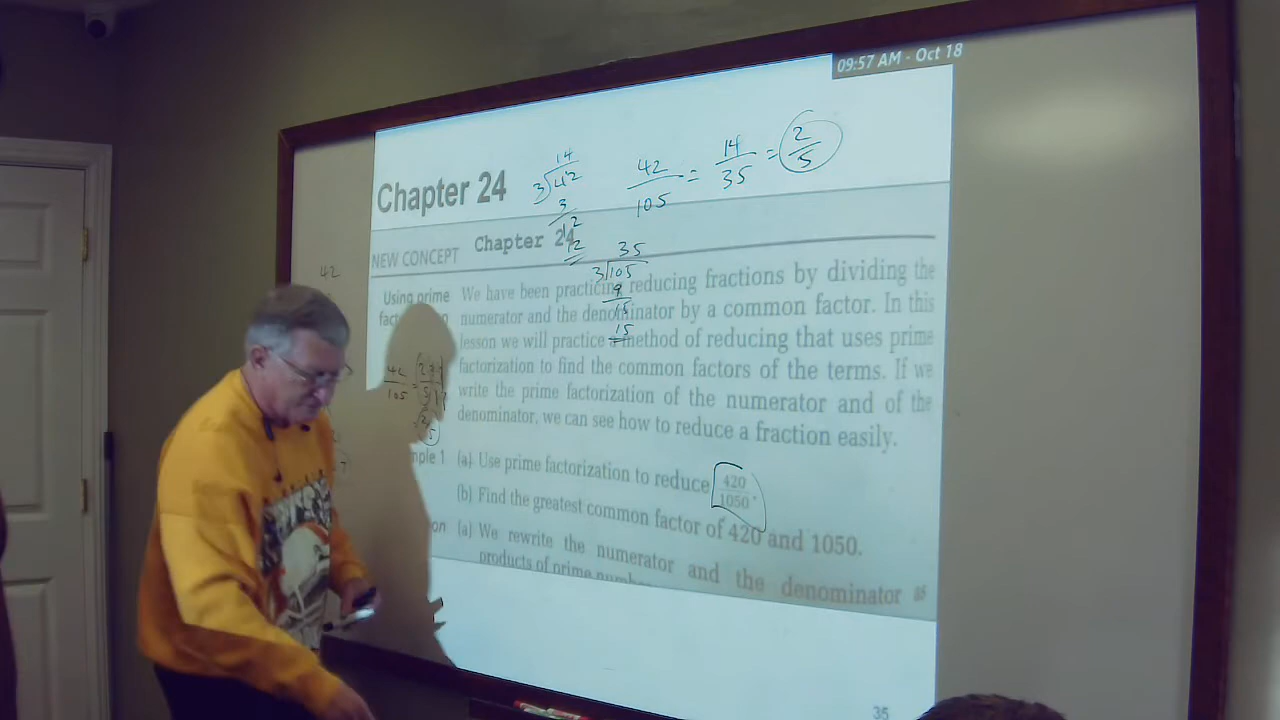 09:57 AM - Oct 18
Chapter 24
14
3 42
3
12
12
42/105 = 14/35 = 2/5
NEW CONCEPT Chapter 24
35
3 105
9
15
15
42
Using prime
We have been practicing reducing fractions by dividing the
numerator and the denominator by a common factor. In this
lesson we will practice a method of reducing that uses prime
factorization to find the common factors of the terms. If we
write the prime factorization of the numerator and of the
denominator, we can see how to reduce a fraction easily.
42/105 =
(a) Use prime factorization to reduce 420/1050.
(b) Find the greatest common factor of 420 and 1050.
(a) We rewrite the numerator and the denominator as
products of prime
35